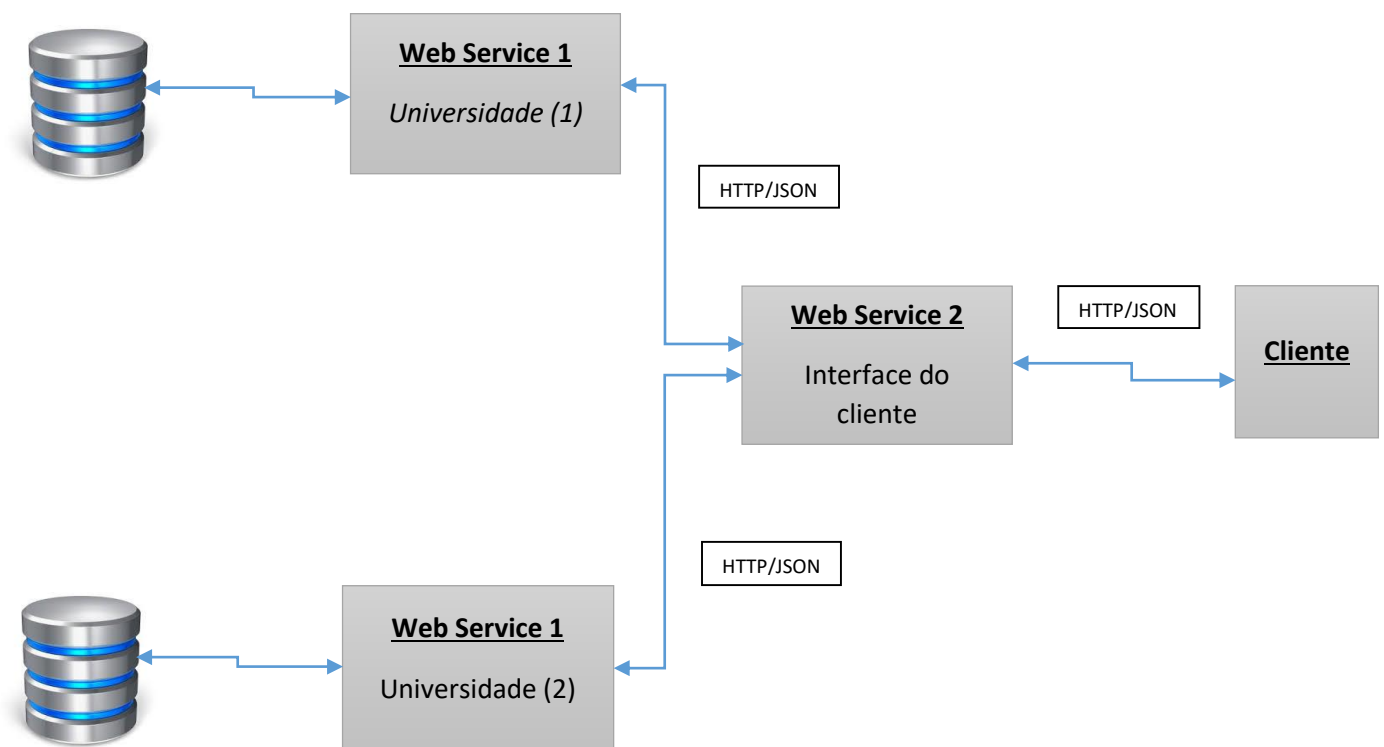 Web Service 1
Universidade (1)
HTTP/JSON
Web Service 2
Interface do
cliente
HTTP/JSON
Cliente
HTTP/JSON
Web Service 1
Universidade (2)